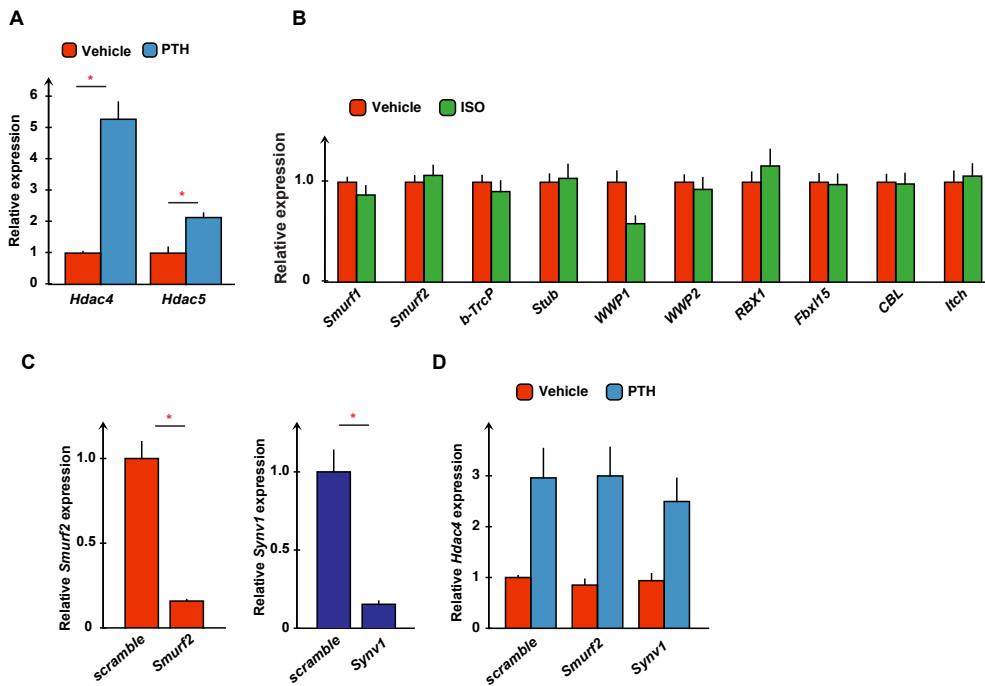 A
Vehicle PTH
Relative expression
6
5
4
3
2
1
0
*
*
Hdac4 Hdac5
B
Vehicle ISO
Relative expression
1.0
0
Smurf1 Smurf2 b-TrcP Stub WWP1 WWP2 RBX1 Fbxl15 CBL Itch
C
Relative Smurf2 expression
1.0
0.5
0
*
scramble Smurf2
Relative Synv1 expression
1.0
0.5
0
*
scramble Synv1
D
Vehicle PTH
Relative Hdac4 expression
3
2
1
0
scramble Smurf2 Synv1